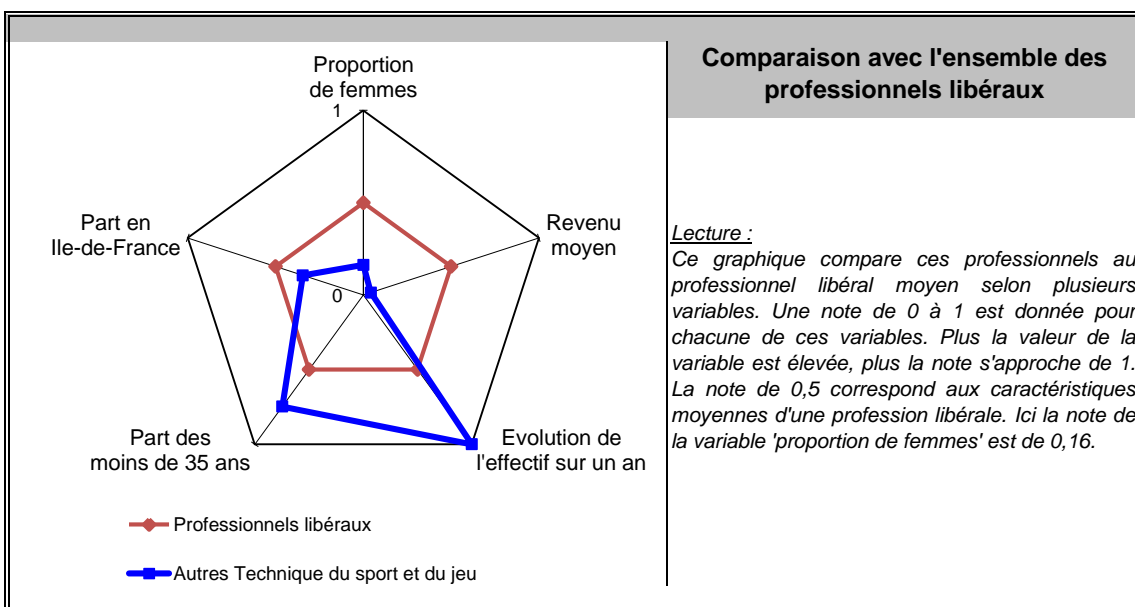 Comparaison avec l'ensemble des
professionnels libéraux
Proportion
de femmes
1
Part en
Ile-de-France
Revenu
moyen
0
Part des
moins de 35 ans
Evolution de
l'effectif sur un an
Professionnels libéraux
Autres Technique du sport et du jeu
Lecture :
Ce graphique compare ces professionnels au
professionnel libéral moyen selon plusieurs
variables. Une note de 0 à 1 est donnée pour
chacune de ces variables. Plus la valeur de la
variable est élevée, plus la note s'approche de 1.
La note de 0,5 correspond aux caractéristiques
moyennes d'une profession libérale. Ici la note de
la variable 'proportion de femmes' est de 0,16.